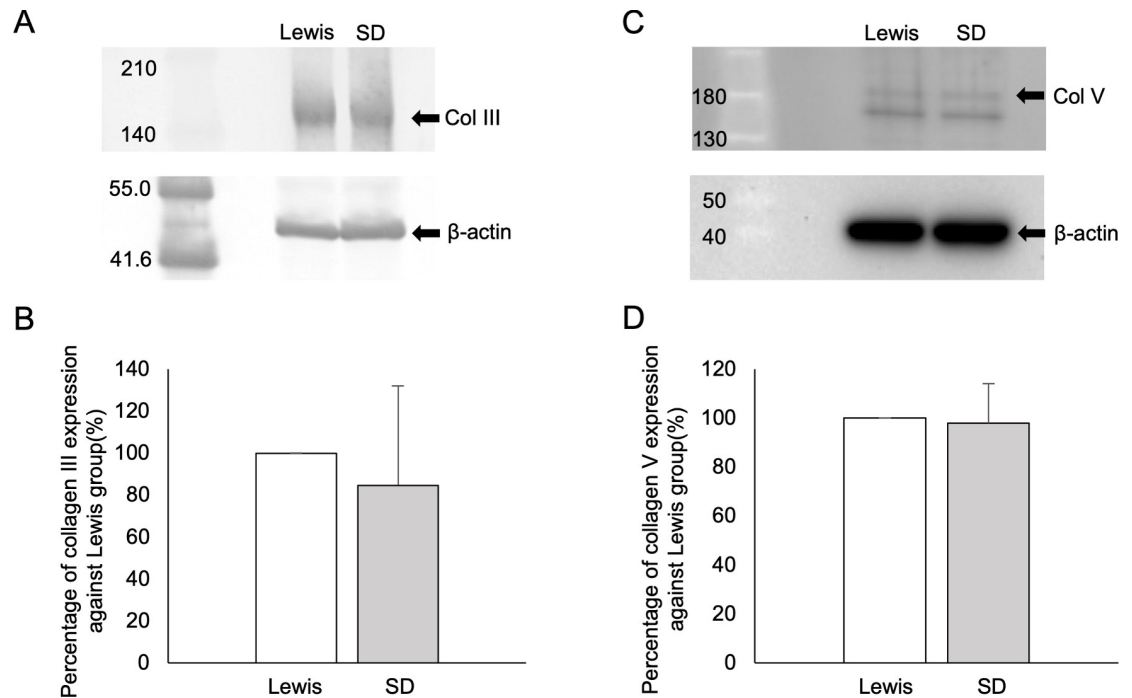 A
Lewis SD
210
Col III
140
55.0
β-actin
41.6
B
Percentage of collagen III expression
against Lewis group(%)
140
120
100
80
60
40
20
0
Lewis SD
C
Lewis SD
180
Col V
130
50
40
β-actin
D
Percentage of collagen V expression
against Lewis group(%)
120
100
80
60
40
20
0
Lewis SD